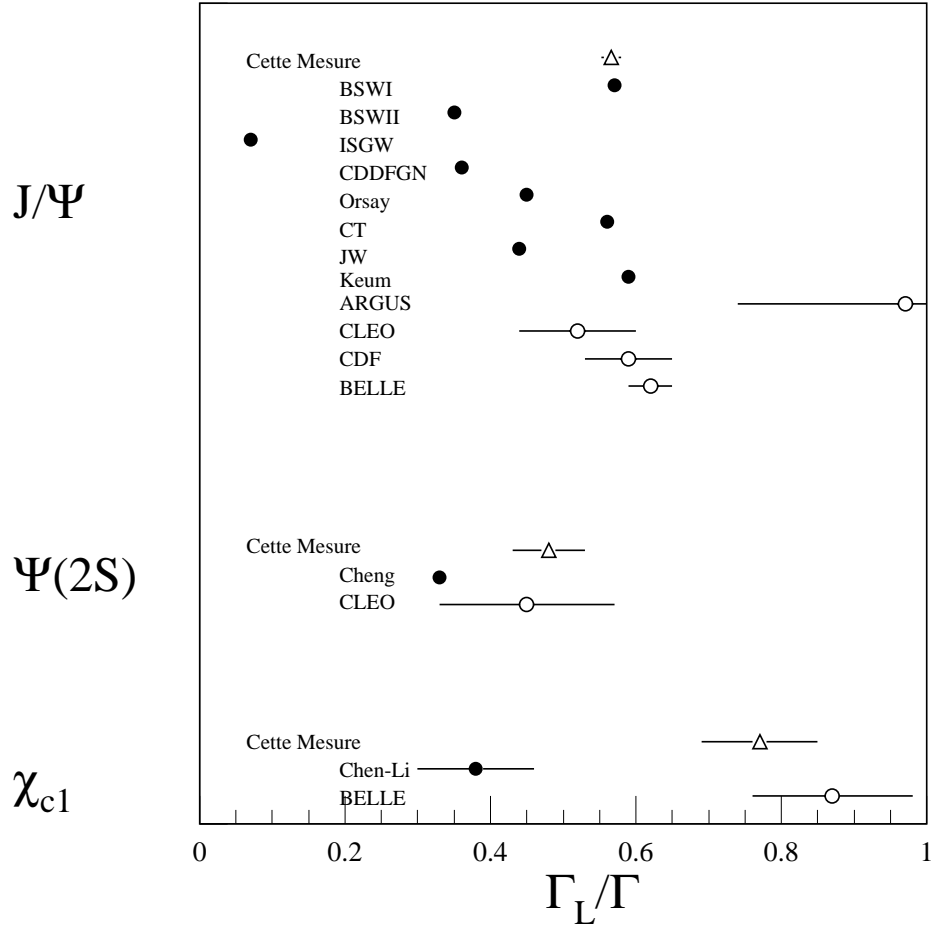 Cette Mesure
BSWI
BSWII
ISGW
CDDFGN
J/Ψ
Orsay
CT
JW
Keum
ARGUS
CLEO
CDF
BELLE
Cette Mesure
Ψ(2S)
Cheng
CLEO
Cette Mesure
Chen-Li
χc1
BELLE
0 0.2 0.4 0.6 0.8 1
ΓL/Γ